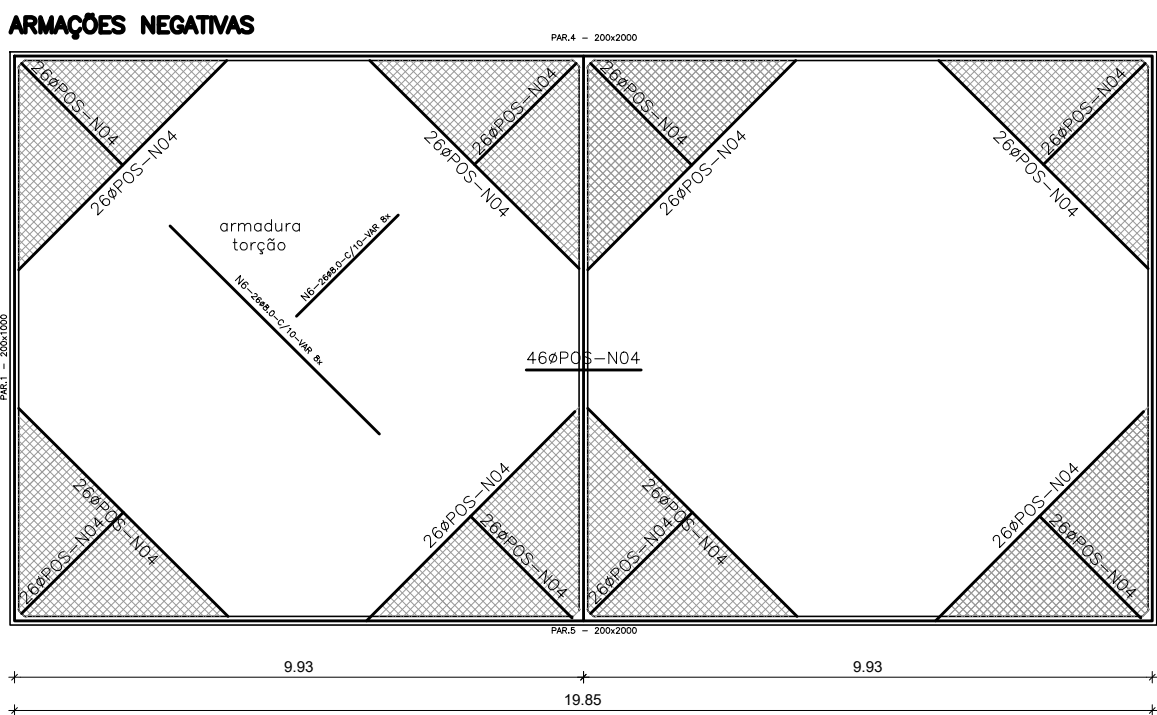 ARMAÇÕES NEGATIVAS
PAR.4 - 200x2000
26øPOS-N04
26øPOS-N04
26øPOS-N04
26øPOS-N04
26øPOS-N04
26øPOS-N04
26øPOS-N04
26øPOS-N04
armadura
torção
N6-26ø8.0-C/10-VAR 8x
N6-26ø8.0-C/10-VAR 8x
PAR.1 - 200x1000
46øPOS-N04
26øPOS-N04
26øPOS-N04
26øPOS-N04
26øPOS-N04
26øPOS-N04
26øPOS-N04
26øPOS-N04
26øPOS-N04
PAR.5 - 200x2000
9.93
9.93
19.85